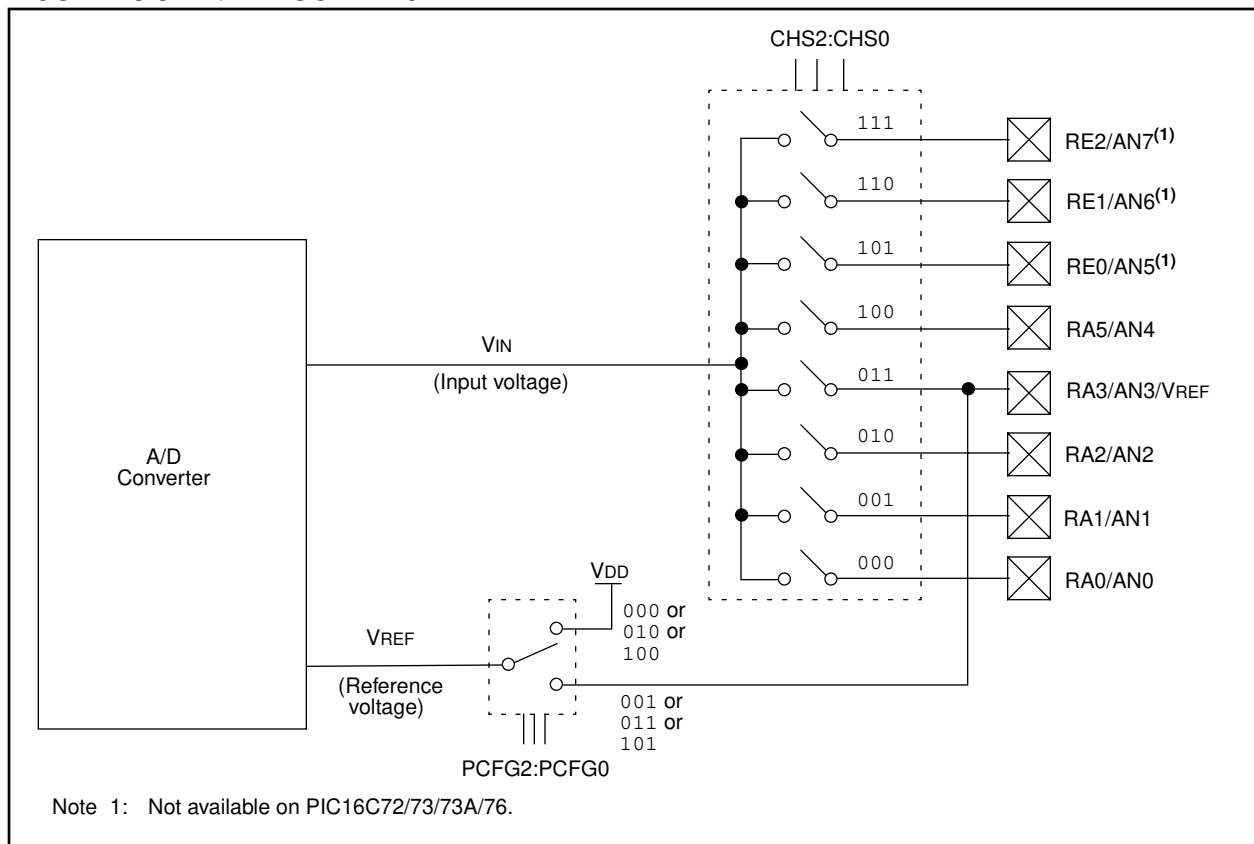 CHS2:CHS0
111
RE2/AN7(1)
110
RE1/AN6(1)
101
RE0/AN5(1)
100
RA5/AN4
VIN
(Input voltage)
011
RA3/AN3/VREF
A/D
Converter
010
RA2/AN2
001
RA1/AN1
000
RA0/AN0
VDD
000 or
010 or
100
VREF
(Reference
voltage)
001 or
011 or
101
PCFG2:PCFG0
Note 1: Not available on PIC16C72/73/73A/76.